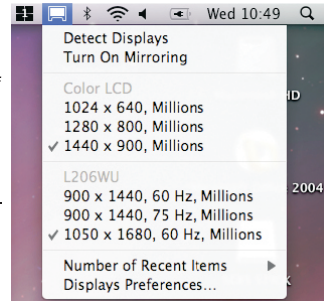 Wed 10:49
Detect Displays
Turn On Mirroring
Color LCD
1024 x 640, Millions
1280 x 800, Millions
✓ 1440 x 900, Millions
L206WU
900 x 1440, 60 Hz, Millions
900 x 1440, 75 Hz, Millions
✓ 1050 x 1680, 60 Hz, Millions
Number of Recent Items
Displays Preferences...
HD
2004